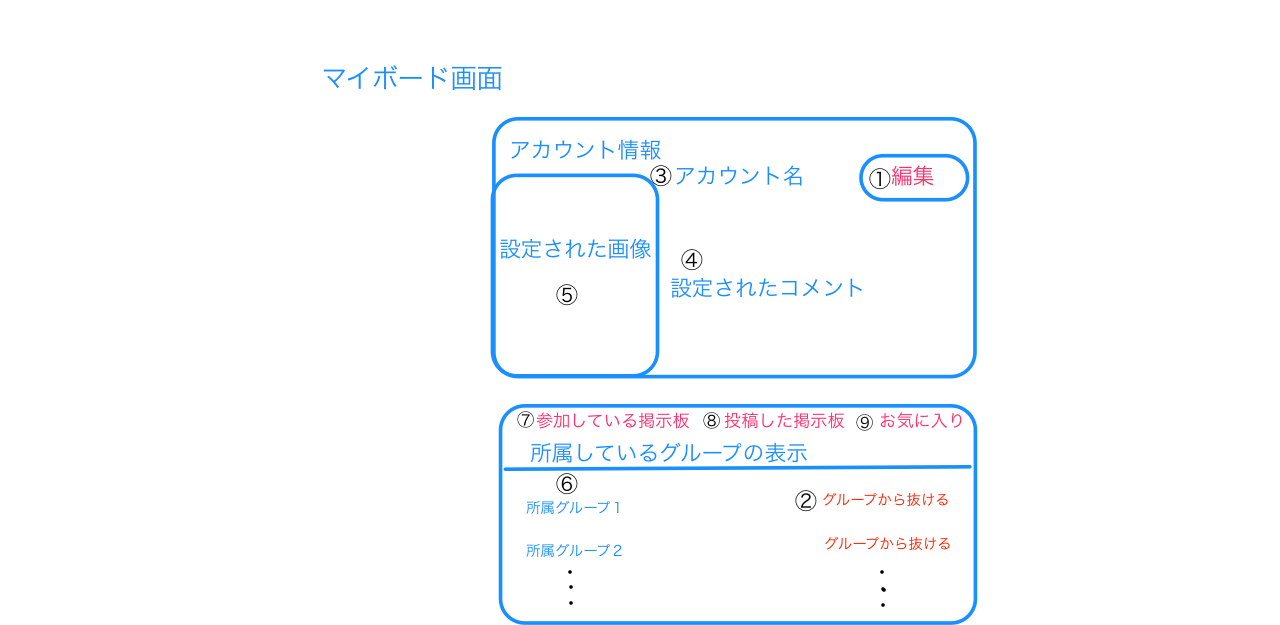 マイボード画面
アカウント情報
③アカウント名
①編集
設定された画像
⑤
④
設定されたコメント
⑦参加している掲示板 ⑧投稿した掲示板 ⑨お気に入り
所属しているグループの表示
⑥
所属グループ1
②グループから抜ける
所属グループ2
グループから抜ける